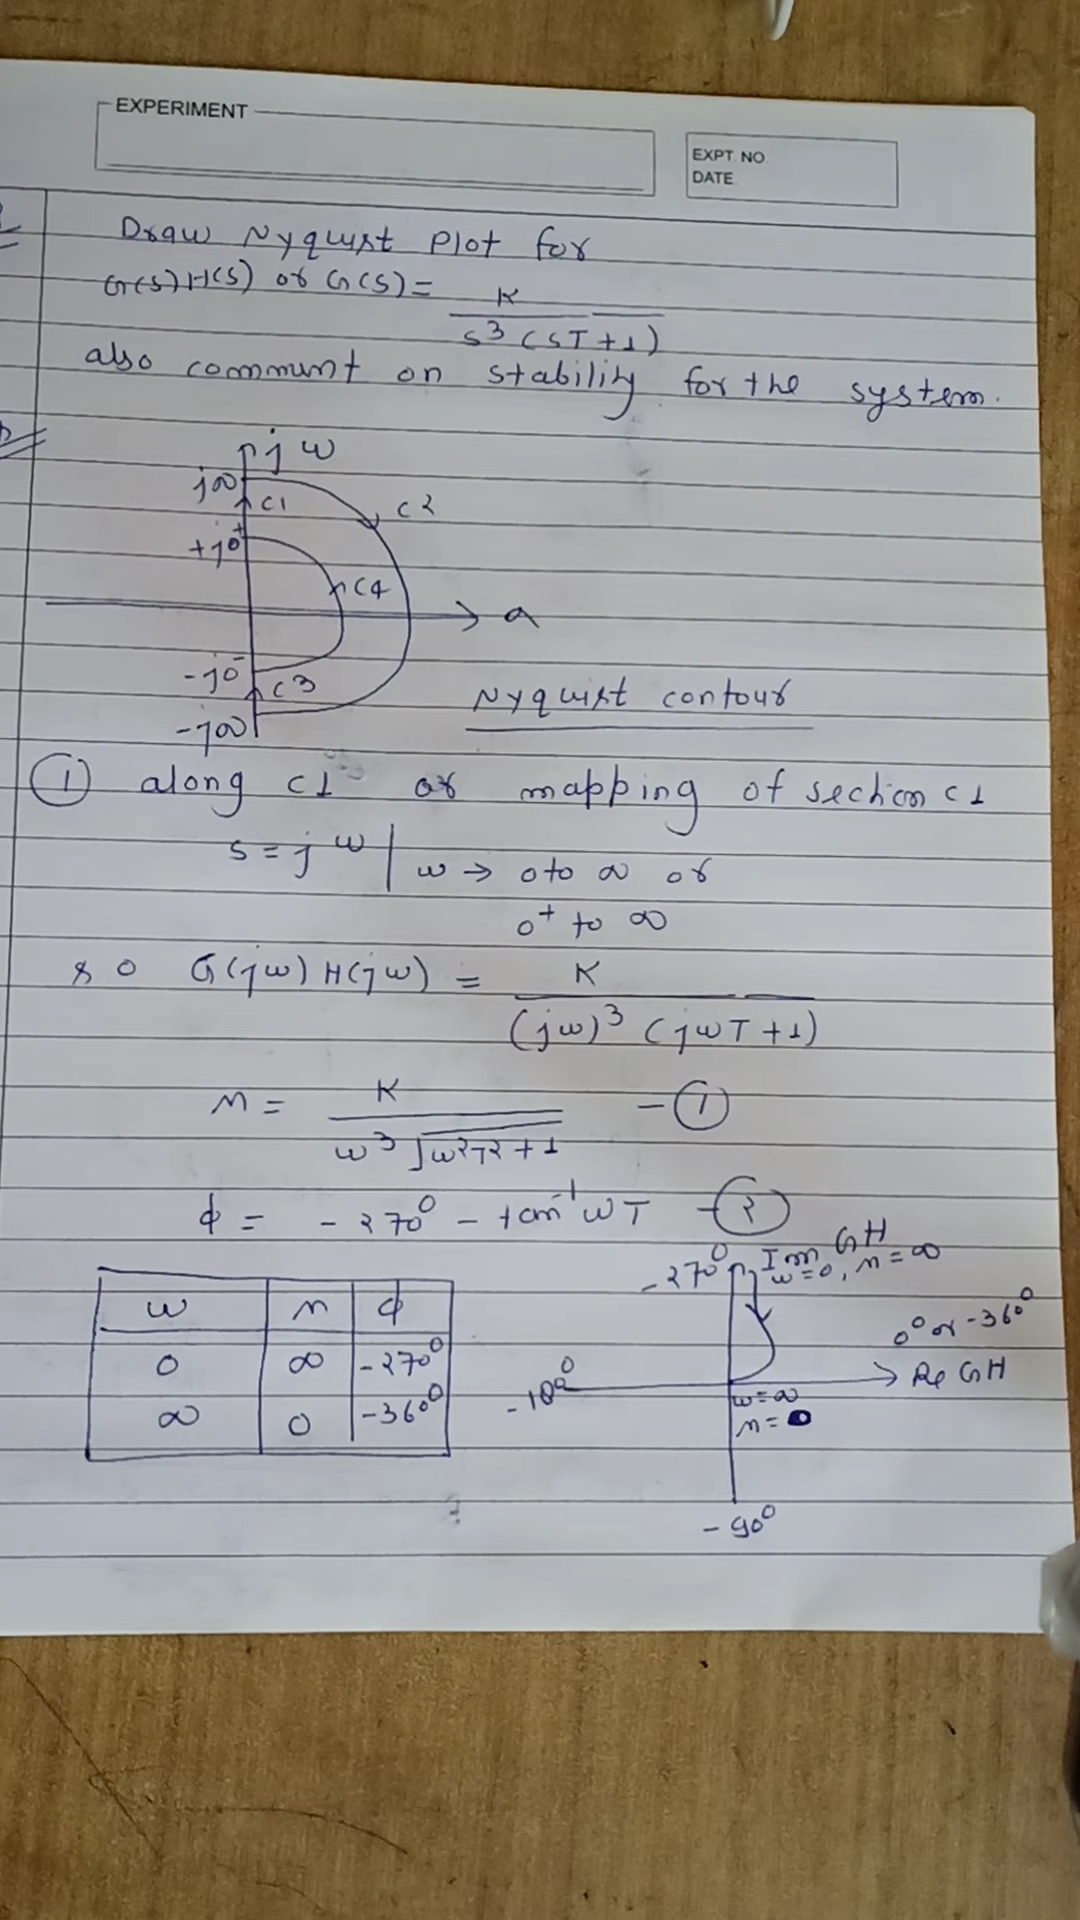 EXPERIMENT
EXPT. NO.
DATE
Draw Nyquist Plot for
G(s)H(s) or G(s) = K / s³(sT+1)
also comment on stability for the system.
jω
j∞
C1
C2
+j0⁺
C4
σ
-j0⁻
C3
-j∞
Nyquist contour
① along C1 or mapping of section C1
s = jω | ω → 0 to ∞ or
0⁺ to ∞
so G(jω)H(jω) = K / (jω)³(jωT+1)
M = K / ω³√ω²T²+1 - ①
ϕ = -270° - tan⁻¹ωT - ②
ω M ϕ
0 ∞ -270°
∞ 0 -360°
-270° Im GH
ω=0, M=∞
0° or -360°
Re GH
-180°
ω=∞
M=0
-90°